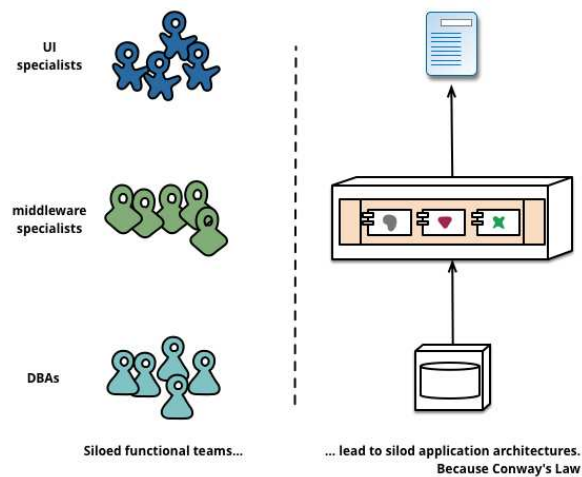 UI
specialists
middleware
specialists
DBAs
Siloed functional teams...
... lead to silod application architectures.
Because Conway's Law